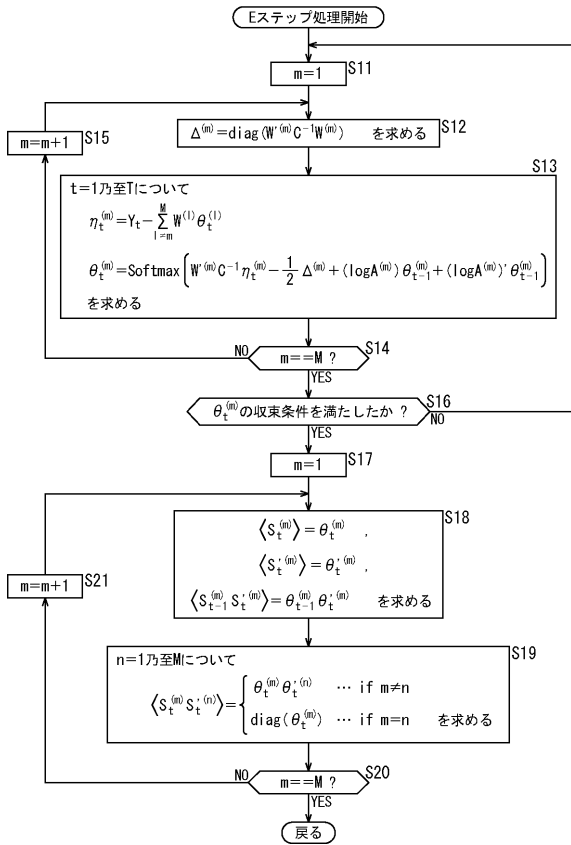 Eステップ処理開始
m=1 S11
Δ⁽ᵐ⁾=diag(W'⁽ᵐ⁾C⁻¹W⁽ᵐ⁾) を求める S12
m=m+1 S15
S13
t=1乃至Tについて
η_t^(m)=Y_t−Σ_{l≠m}^{M} W^(l)θ_t^(l)
θ_t^(m)=Softmax(W'^(m)C^−1 η_t^(m)−1/2 Δ^(m)+(logA^(m))θ_{t-1}^(m)+(logA^(m))'θ_{t-1}^(m))
を求める
m==M ? S14
NO
YES
θ_t^(m)の収束条件を満たしたか ? S16
NO
YES
m=1 S17
S18
⟨S_t^(m)⟩=θ_t^(m) ,
⟨S_t'^(m)⟩=θ_t'^(m) ,
⟨S_{t-1}^(m) S_t'^(m)⟩=θ_{t-1}^(m) θ_t'^(m) を求める
m=m+1 S21
S19
n=1乃至Mについて
⟨S_t^(m) S_t'^(n)⟩={ θ_t^(m) θ_t'^(n) … if m≠n
diag(θ_t^(m)) … if m=n を求める
m==M ? S20
NO
YES
戻る